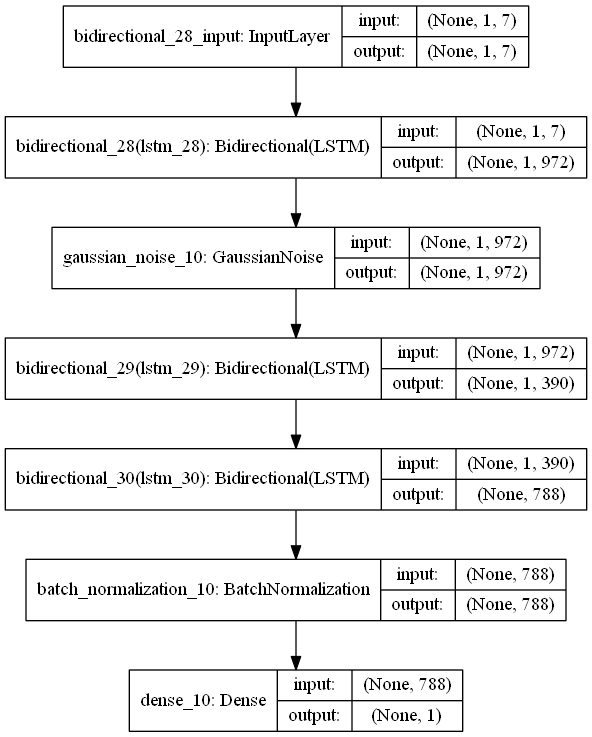 bidirectional_28_input: InputLayer
input: (None, 1, 7)
output: (None, 1, 7)
bidirectional_28(lstm_28): Bidirectional(LSTM)
input: (None, 1, 7)
output: (None, 1, 972)
gaussian_noise_10: GaussianNoise
input: (None, 1, 972)
output: (None, 1, 972)
bidirectional_29(lstm_29): Bidirectional(LSTM)
input: (None, 1, 972)
output: (None, 1, 390)
bidirectional_30(lstm_30): Bidirectional(LSTM)
input: (None, 1, 390)
output: (None, 788)
batch_normalization_10: BatchNormalization
input: (None, 788)
output: (None, 788)
dense_10: Dense
input: (None, 788)
output: (None, 1)